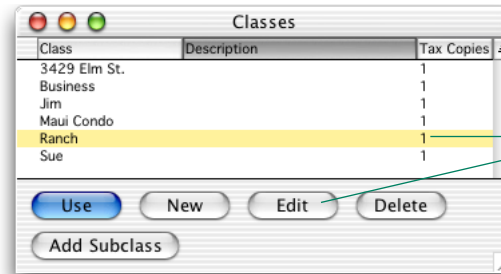 Classes
Class Description Tax Copies
3429 Elm St. 1
Business 1
Jim 1
Maui Condo 1
Ranch 1
Sue 1
Use New Edit Delete
Add Subclass